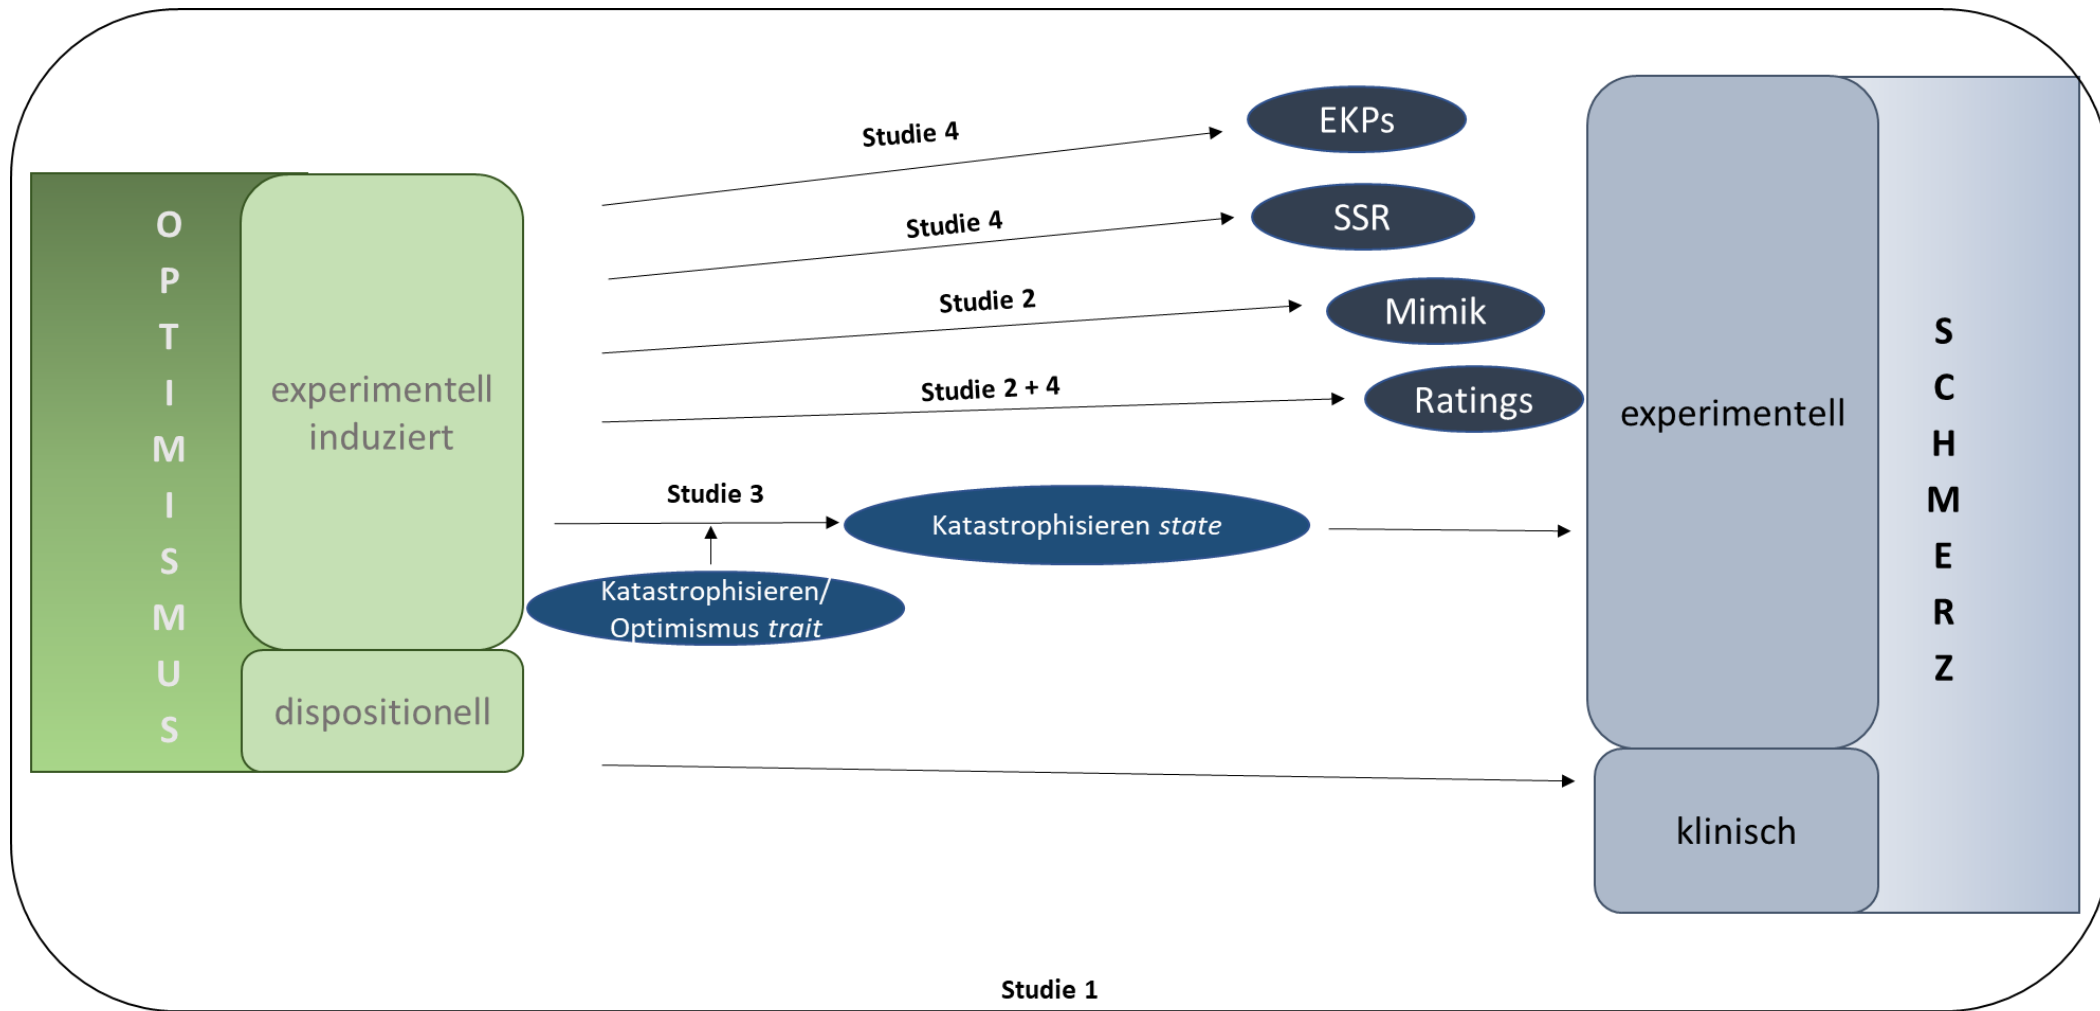 OPTIMISMUS
experimentell
induziert
dispositionell
Studie 4
EKPs
Studie 4
SSR
Studie 2
Mimik
Studie 2 + 4
Ratings
Studie 3
Katastrophisieren state
Katastrophisieren/
Optimismus trait
experimentell
klinisch
SCHMERZ
Studie 1